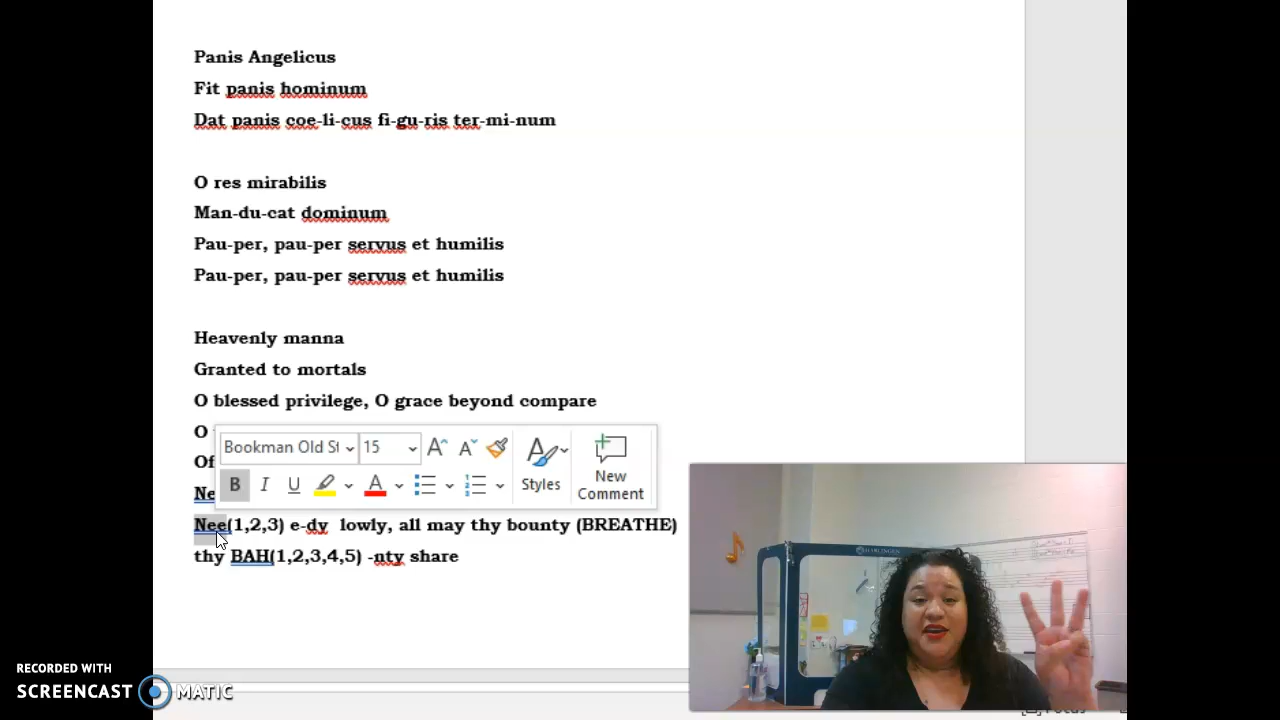 Panis Angelicus
Fit panis hominum
Dat panis coe-li-cus fi-gu-ris ter-mi-num
O res mirabilis
Man-du-cat dominum
Pau-per, pau-per servus et humilis
Pau-per, pau-per servus et humilis
Heavenly manna
Granted to mortals
O blessed privilege, O grace beyond compare
O
Of
Bookman Old St 15
B I U A Styles New
Comment
Ne
Nee(1,2,3) e-dy lowly, all may thy bounty (BREATHE)
thy BAH(1,2,3,4,5) -nty share
RECORDED WITH
SCREENCAST MATIC